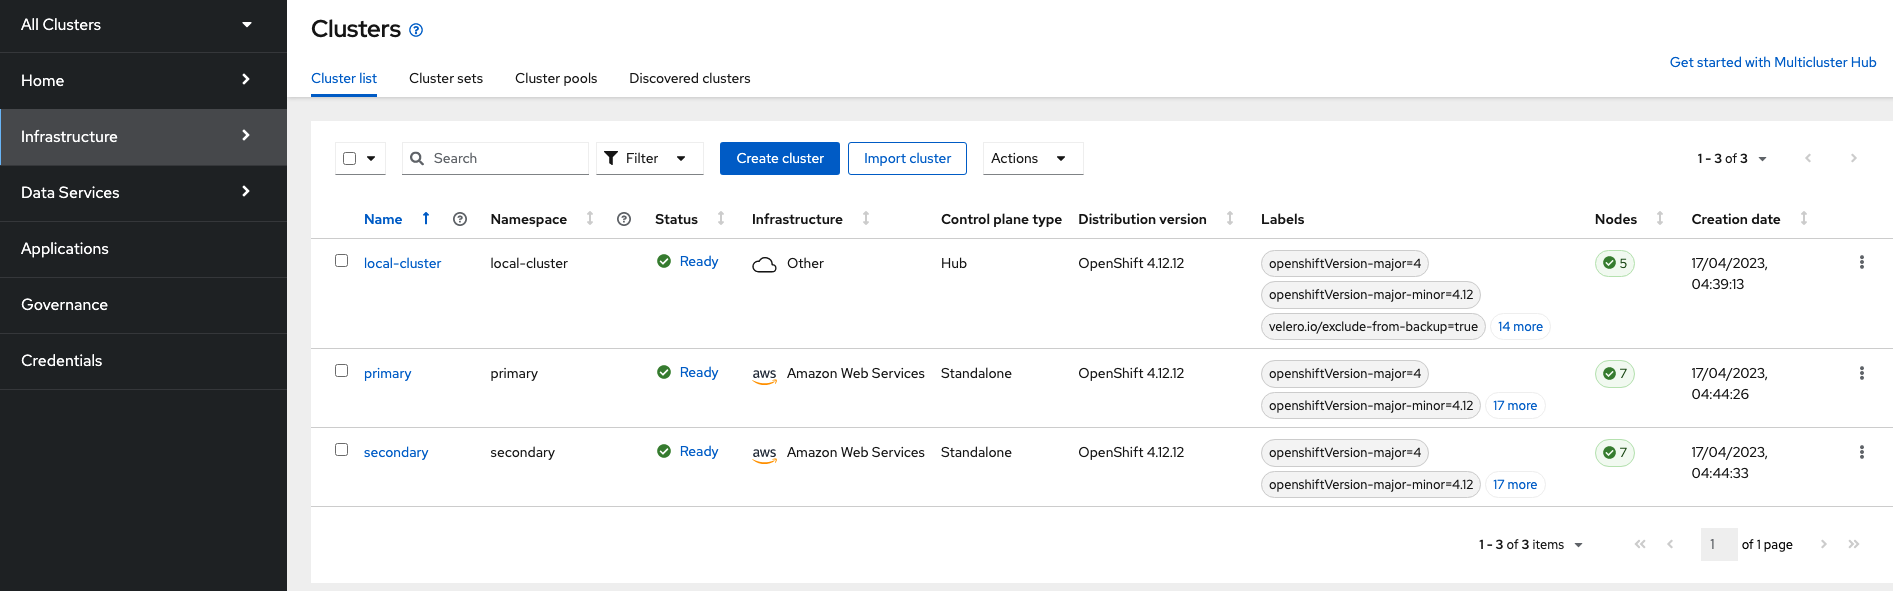 All Clusters
Home
Infrastructure
Data Services
Applications
Governance
Credentials
Clusters
Cluster list Cluster sets Cluster pools Discovered clusters
Get started with Multicluster Hub
Search Filter Create cluster Import cluster Actions 1 - 3 of 3
Name Namespace Status Infrastructure Control plane type Distribution version Labels Nodes Creation date
local-cluster local-cluster Ready Other Hub OpenShift 4.12.12 openshiftVersion-major=4 5 17/04/2023,
04:39:13
openshiftVersion-major-minor=4.12
velero.io/exclude-from-backup=true 14 more
primary primary Ready aws Amazon Web Services Standalone OpenShift 4.12.12 openshiftVersion-major=4 7 17/04/2023,
04:44:26
openshiftVersion-major-minor=4.12 17 more
secondary secondary Ready aws Amazon Web Services Standalone OpenShift 4.12.12 openshiftVersion-major=4 7 17/04/2023,
04:44:33
openshiftVersion-major-minor=4.12 17 more
1 - 3 of 3 items 1 of 1 page